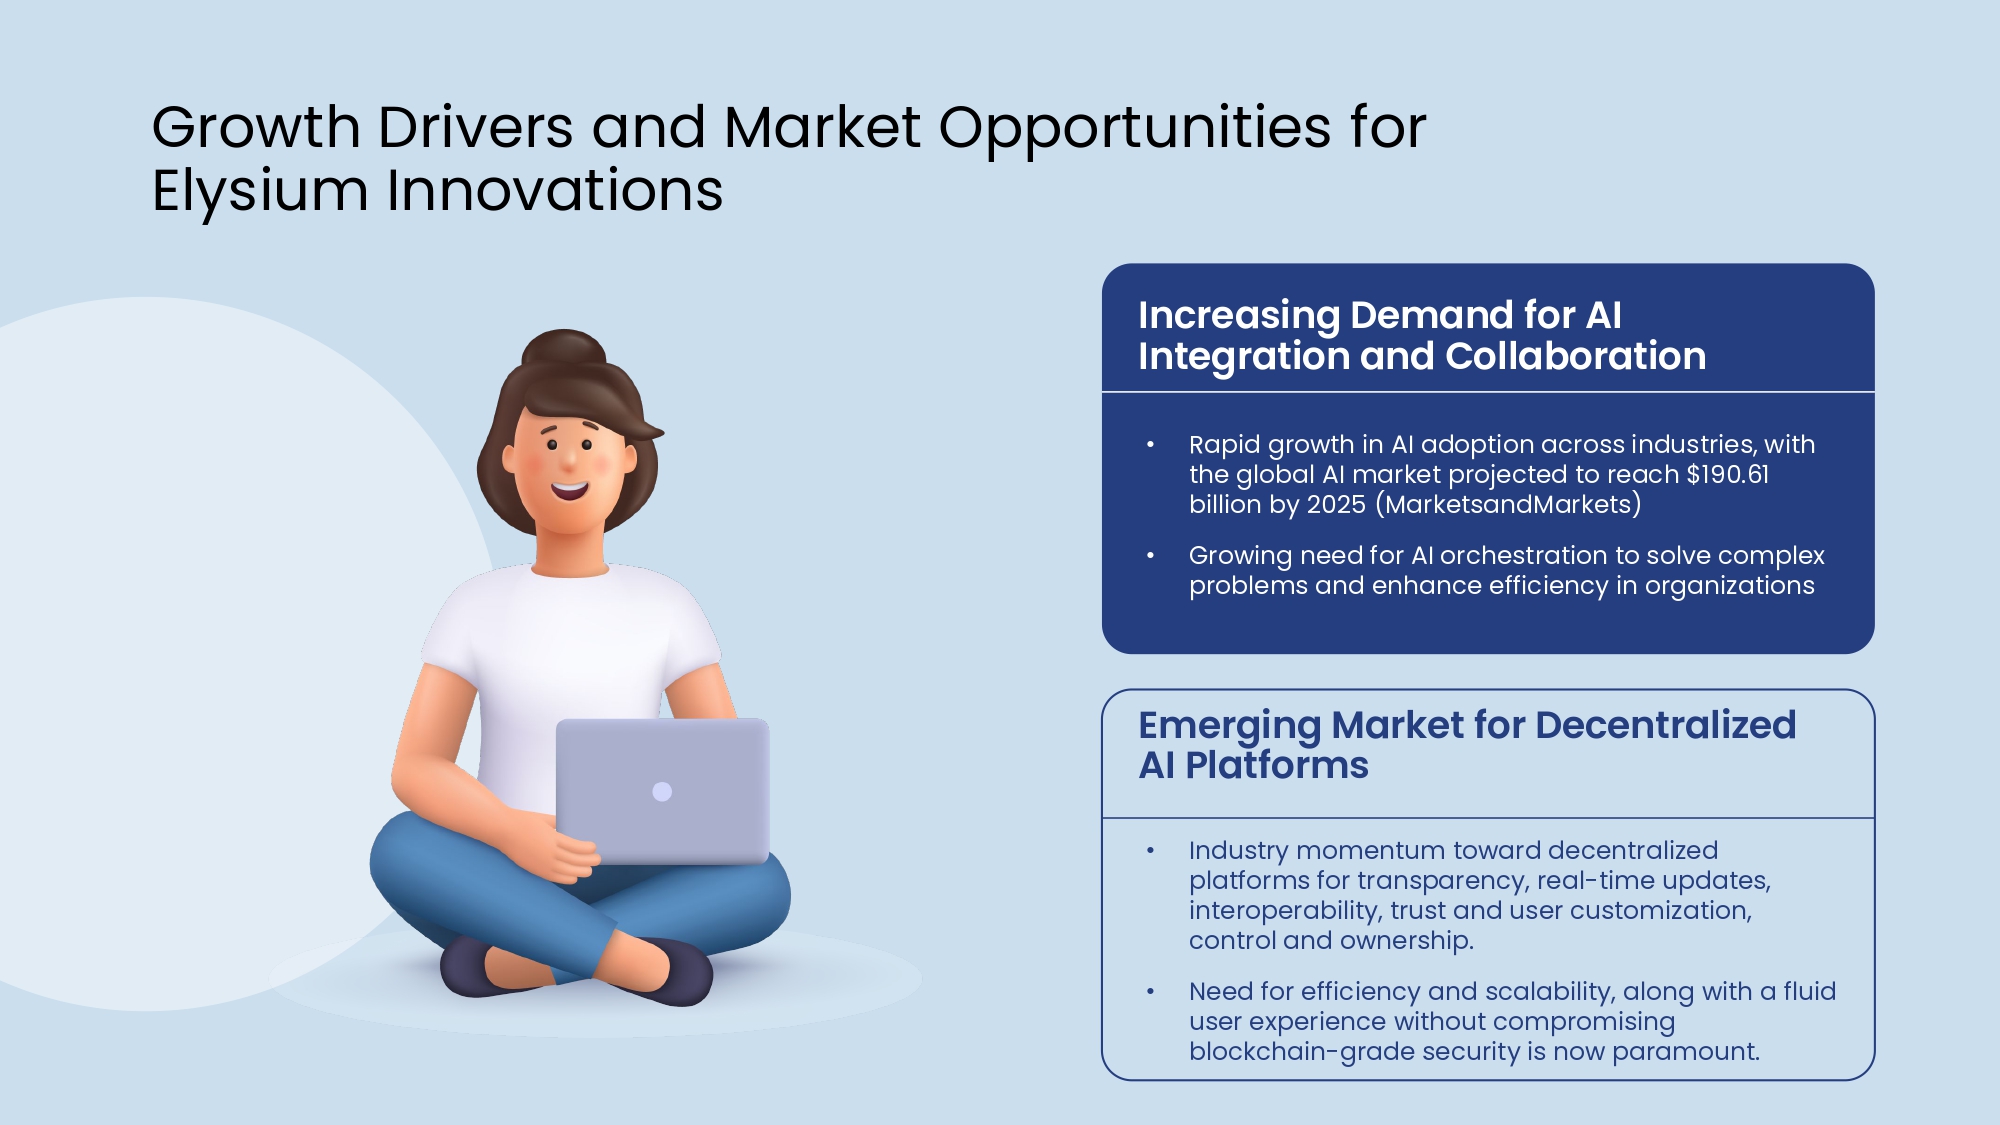 Growth Drivers and Market Opportunities for
Elysium Innovations
Increasing Demand for AI
Integration and Collaboration
• Rapid growth in AI adoption across industries, with
the global AI market projected to reach $190.61
billion by 2025 (MarketsandMarkets)
• Growing need for AI orchestration to solve complex
problems and enhance efficiency in organizations
Emerging Market for Decentralized
AI Platforms
• Industry momentum toward decentralized
platforms for transparency, real-time updates,
interoperability, trust and user customization,
control and ownership.
• Need for efficiency and scalability, along with a fluid
user experience without compromising
blockchain-grade security is now paramount.